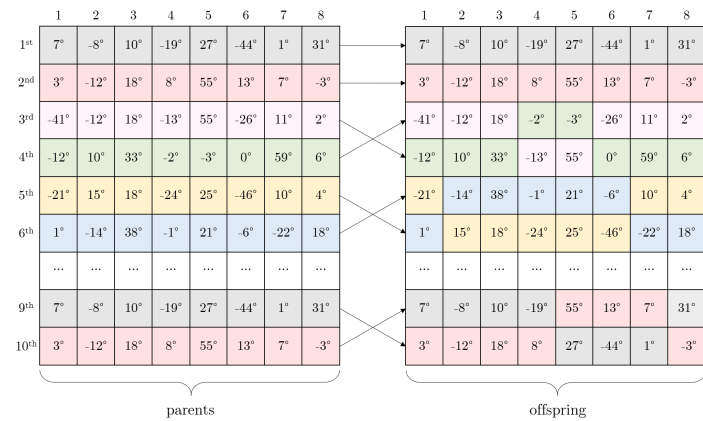 1 2 3 4 5 6 7 8 1 2 3 4 5 6 7 8
1st 7° -8° 10° -19° 27° -44° 1° 31° 7° -8° 10° -19° 27° -44° 1° 31°
2nd 3° -12° 18° 8° 55° 13° 7° -3° 3° -12° 18° 8° 55° 13° 7° -3°
3rd -41° -12° 18° -13° 55° -26° 11° 2° -41° -12° 18° -2° -3° -26° 11° 2°
4th -12° 10° 33° -2° -3° 0° 59° 6° -12° 10° 33° -13° 55° 0° 59° 6°
5th -21° 15° 18° -24° 25° -46° 10° 4° -21° -14° 38° -1° 21° -6° 10° 4°
6th 1° -14° 38° -1° 21° -6° -22° 18° 1° 15° 18° -24° 25° -46° -22° 18°
... ... ... ... ... ... ... ... ... ... ... ... ... ... ... ...
9th 7° -8° 10° -19° 27° -44° 1° 31° 7° -8° 10° -19° 55° 13° 7° 31°
10th 3° -12° 18° 8° 55° 13° 7° -3° 3° -12° 18° 8° 27° -44° 1° -3°
parents offspring